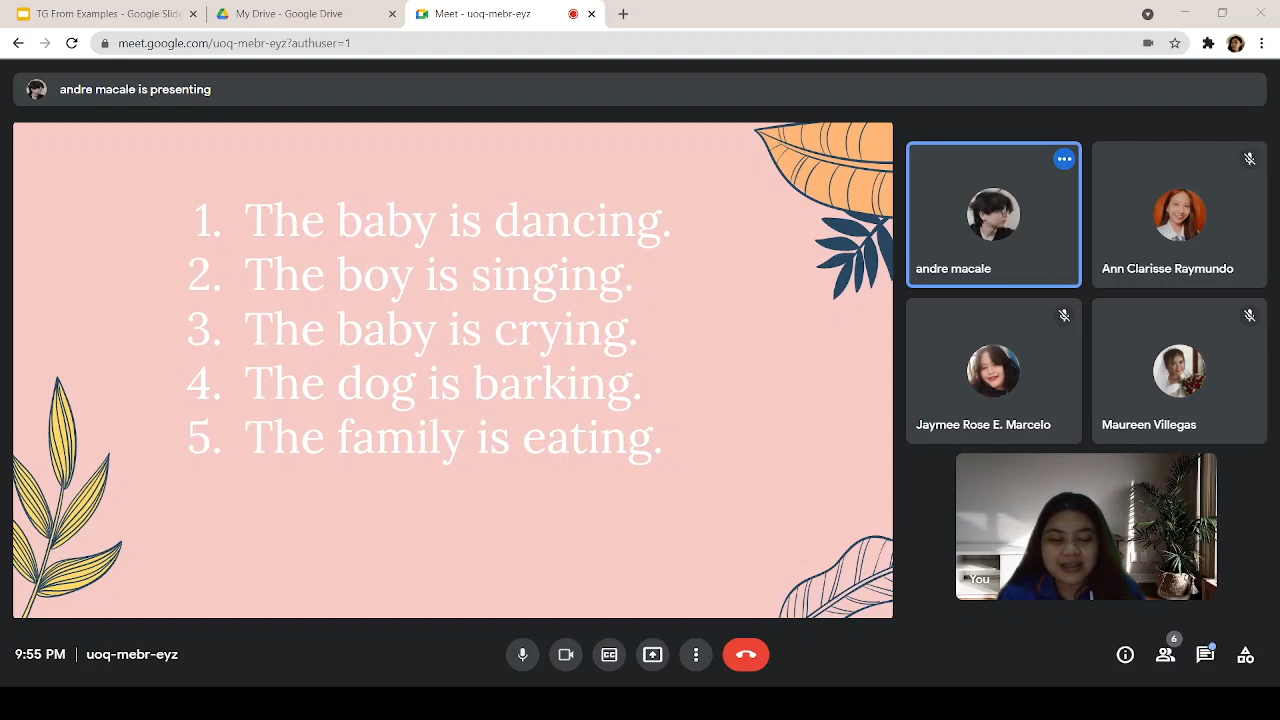 TG From Examples - Google Slide
My Drive - Google Drive
Meet - uoq-mebr-eyz
meet.google.com/uoq-mebr-eyz?authuser=1
andre macale is presenting
1. The baby is dancing.
2. The boy is singing.
3. The baby is crying.
4. The dog is barking.
5. The family is eating.
andre macale
Ann Clarisse Raymundo
Jaymee Rose E. Marcelo
Maureen Villegas
You
9:55 PM | uoq-mebr-eyz
CC
6